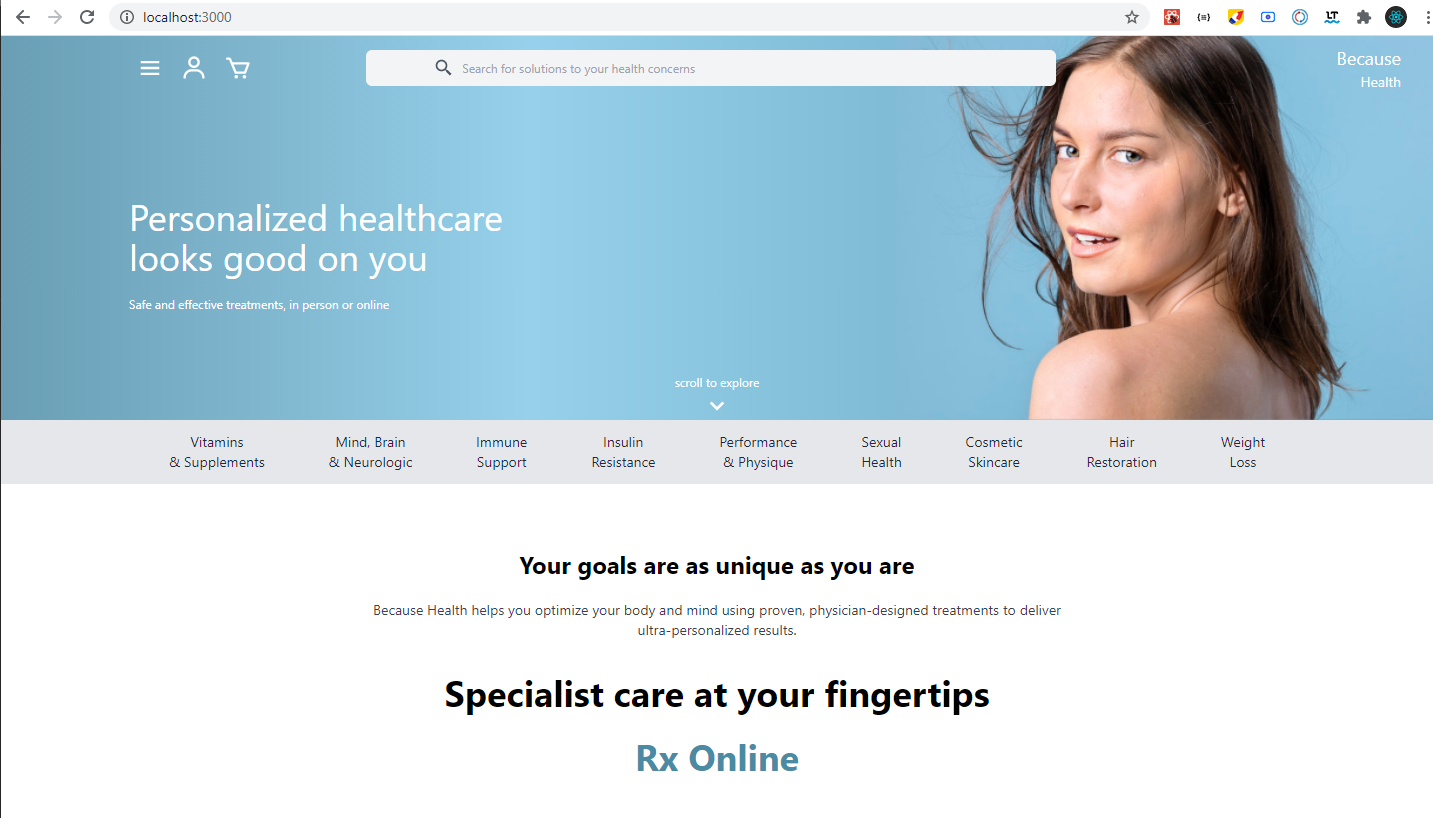 localhost:3000
{≡}
LT
Search for solutions to your health concerns
Because
Health
Personalized healthcare
looks good on you
Safe and effective treatments, in person or online
scroll to explore
Vitamins
& Supplements
Mind, Brain
& Neurologic
Immune
Support
Insulin
Resistance
Performance
& Physique
Sexual
Health
Cosmetic
Skincare
Hair
Restoration
Weight
Loss
Your goals are as unique as you are
Because Health helps you optimize your body and mind using proven, physician-designed treatments to deliver
ultra-personalized results.
Specialist care at your fingertips
Rx Online